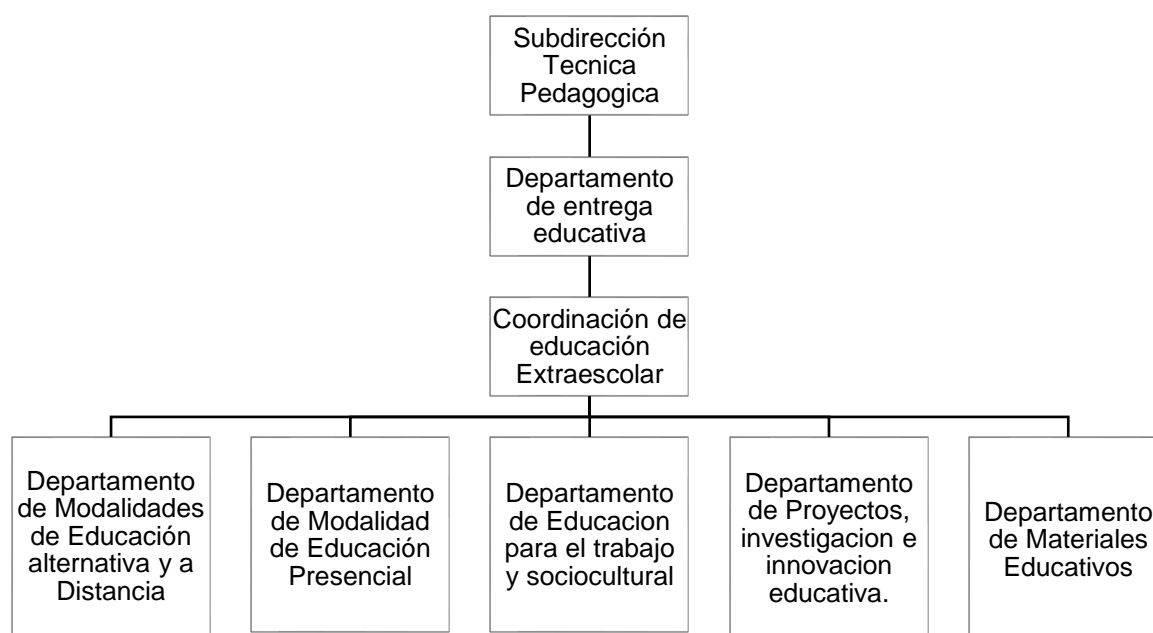 Subdirección
Tecnica
Pedagogica
Departamento
de entrega
educativa
Coordinación de
educación
Extraescolar
Departamento
de Modalidades
de Educación
alternativa y a
Distancia
Departamento
de Modalidad
de Educación
Presencial
Departamento
de Educacion
para el trabajo
y sociocultural
Departamento
de Proyectos,
investigacion e
innovacion
educativa.
Departamento
de Materiales
Educativos